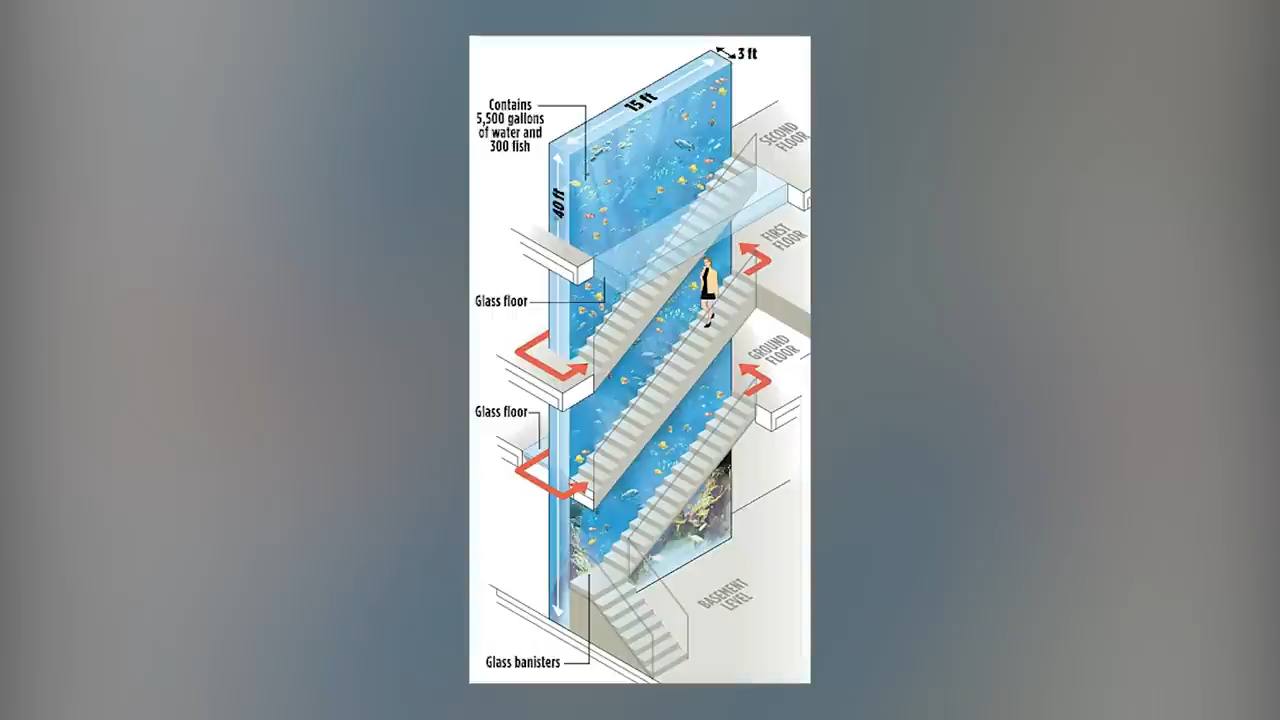 3 ft
15 ft
Contains
5,500 gallons
of water and
300 fish
SECOND
FLOOR
40 ft
FIRST
FLOOR
Glass floor
GROUND
FLOOR
Glass floor
BASEMENT
LEVEL
Glass banisters